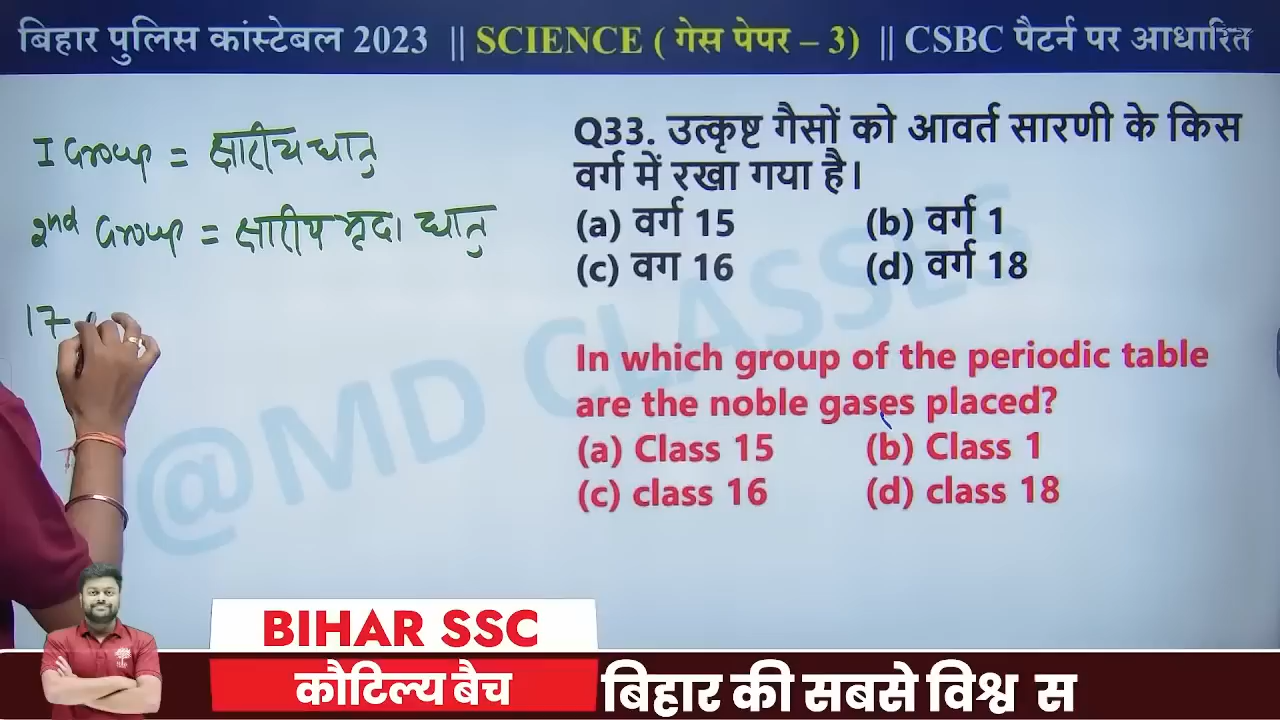 बिहार पुलिस कांस्टेबल 2023 || SCIENCE ( गेस पेपर – 3) || CSBC पैटर्न पर आधारित
I Group = क्षारीय धातु
2nd Group = क्षारीय मृदा धातु
17
Q33. उत्कृष्ट गैसों को आवर्त सारणी के किस
वर्ग में रखा गया है।
(a) वर्ग 15 (b) वर्ग 1
(c) वग 16 (d) वर्ग 18
In which group of the periodic table
are the noble gases placed?
(a) Class 15 (b) Class 1
(c) class 16 (d) class 18
@MD CLASSES
BIHAR SSC
कौटिल्य बैच
बिहार की सबसे विश्व स